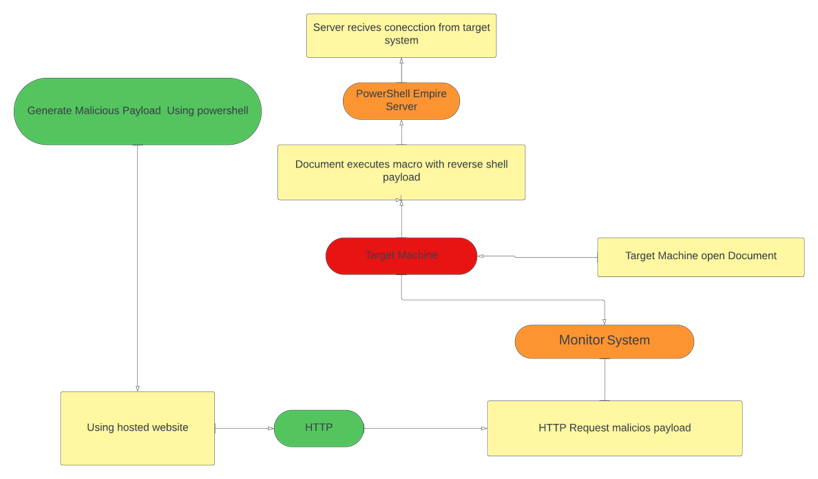 Server recives conecction from target
system
Generate Malicious Payload  Using powershell
PowerShell Empire
Server
Document executes macro with reverse shell
payload
Target Machine
Target Machine open Document
Monitor System
Using hosted website
HTTP
HTTP Request malicios payload